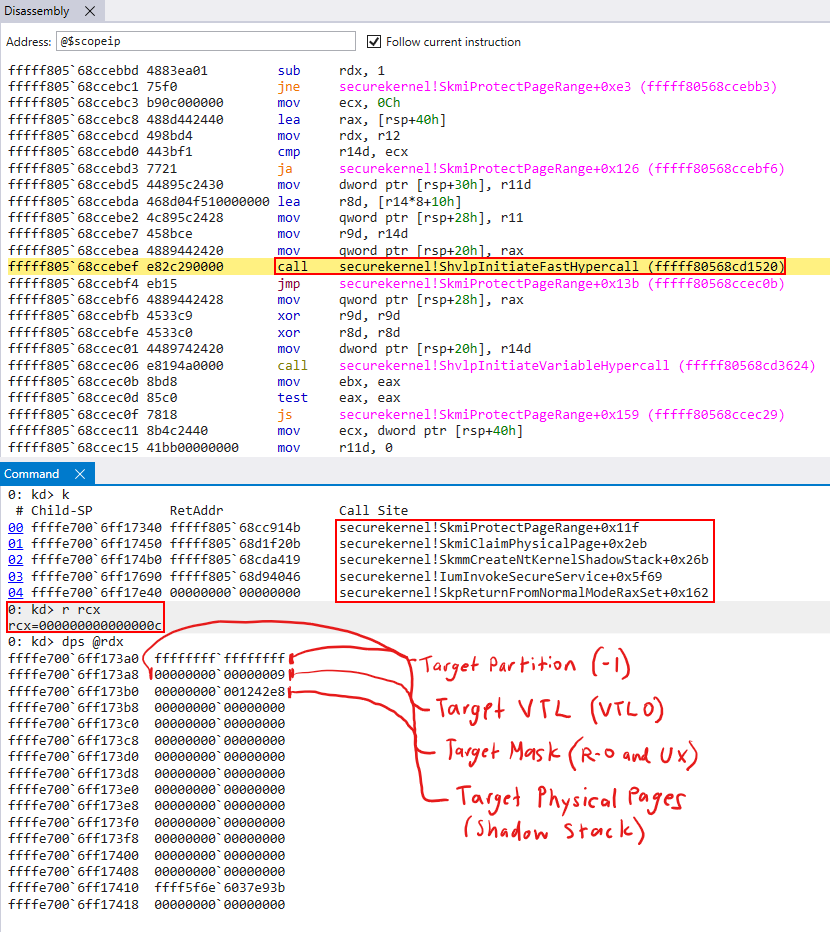 Disassembly X
Address: @$scopeip Follow current instruction
fffff805`68ccebbd 4883ea01 sub rdx, 1
fffff805`68ccebc1 75f0 jne securekernel!SkmiProtectPageRange+0xe3 (fffff80568ccebb3)
fffff805`68ccebc3 b90c000000 mov ecx, 0Ch
fffff805`68ccebc8 488d442440 lea rax, [rsp+40h]
fffff805`68ccebcd 498bd4 mov rdx, r12
fffff805`68ccebd0 443bf1 cmp r14d, ecx
fffff805`68ccebd3 7721 ja securekernel!SkmiProtectPageRange+0x126 (fffff80568ccebf6)
fffff805`68ccebd5 44895c2430 mov dword ptr [rsp+30h], r11d
fffff805`68ccebda 468d04f510000000 lea r8d, [r14*8+10h]
fffff805`68ccebe2 4c895c2428 mov qword ptr [rsp+28h], r11
fffff805`68ccebe7 458bce mov r9d, r14d
fffff805`68ccebea 4889442420 mov qword ptr [rsp+20h], rax
fffff805`68ccebef e82c290000 call securekernel!ShvlpInitiateFastHypercall (fffff80568cd1520)
fffff805`68ccebf4 eb15 jmp securekernel!SkmiProtectPageRange+0x13b (fffff80568ccec0b)
fffff805`68ccebf6 4889442428 mov qword ptr [rsp+28h], rax
fffff805`68ccebfb 4533c9 xor r9d, r9d
fffff805`68ccebfe 4533c0 xor r8d, r8d
fffff805`68ccec01 4489742420 mov dword ptr [rsp+20h], r14d
fffff805`68ccec06 e8194a0000 call securekernel!ShvlpInitiateVariableHypercall (fffff80568cd3624)
fffff805`68ccec0b 8bd8 mov ebx, eax
fffff805`68ccec0d 85c0 test eax, eax
fffff805`68ccec0f 7818 js securekernel!SkmiProtectPageRange+0x159 (fffff80568ccec29)
fffff805`68ccec11 8b4c2440 mov ecx, dword ptr [rsp+40h]
fffff805`68ccec15 41bb00000000 mov r11d, 0
Command X
0: kd> k
# Child-SP RetAddr Call Site
00 ffffe700`6ff17340 fffff805`68cc914b securekernel!SkmiProtectPageRange+0x11f
01 ffffe700`6ff17450 fffff805`68d1f20b securekernel!SkmiClaimPhysicalPage+0x2eb
02 ffffe700`6ff174b0 fffff805`68cda419 securekernel!SkmmCreateNtKernelShadowStack+0x26b
03 ffffe700`6ff17690 fffff805`68d94046 securekernel!IumInvokeSecureService+0x5f69
04 ffffe700`6ff17e40 00000000`00000000 securekernel!SkpReturnFromNormalModeRaxSet+0x162
0: kd> r rcx
rcx=000000000000000c
0: kd> dps @rdx
ffffe700`6ff173a0 ffffffff`ffffffff
ffffe700`6ff173a8 00000000`00000009
ffffe700`6ff173b0 00000000`001242e8
ffffe700`6ff173b8 00000000`00000000
ffffe700`6ff173c0 00000000`00000000
ffffe700`6ff173c8 00000000`00000000
ffffe700`6ff173d0 00000000`00000000
ffffe700`6ff173d8 00000000`00000000
ffffe700`6ff173e0 00000000`00000000
ffffe700`6ff173e8 00000000`00000000
ffffe700`6ff173f0 00000000`00000000
ffffe700`6ff173f8 00000000`00000000
ffffe700`6ff17400 00000000`00000000
ffffe700`6ff17408 00000000`00000000
ffffe700`6ff17410 ffff5f6e`6037e93b
ffffe700`6ff17418 00000000`00000000
Target Partition (-1)
Target VTL (VTL0)
Target Mask (R-O and UX)
Target Physical Pages
(Shadow Stack)